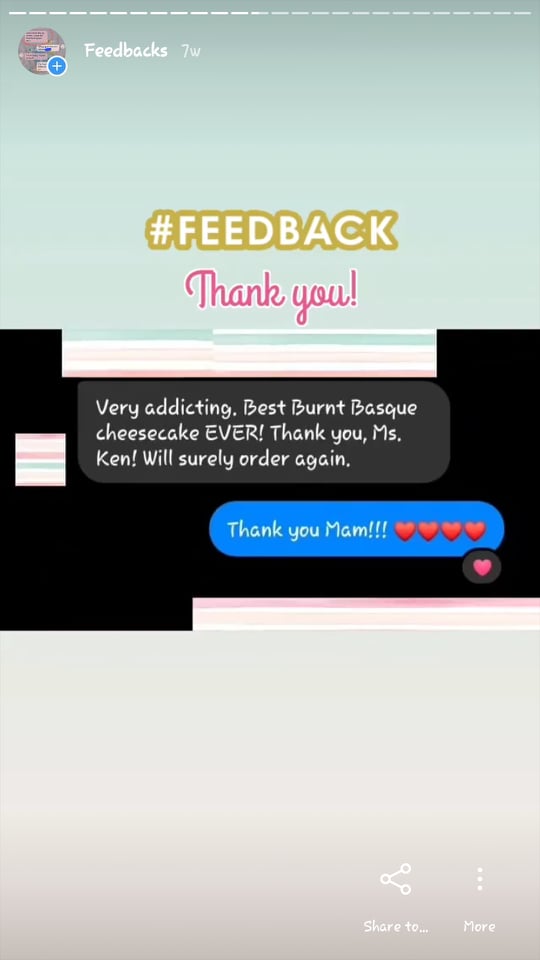 Feedbacks 7w
#FEEDBACK
Thank you!
Very addicting. Best Burnt Basque
cheesecake EVER! Thank you, Ms.
Ken! Will surely order again.
Thank you Mam!!! ❤️❤️❤️❤️
Share to...
More